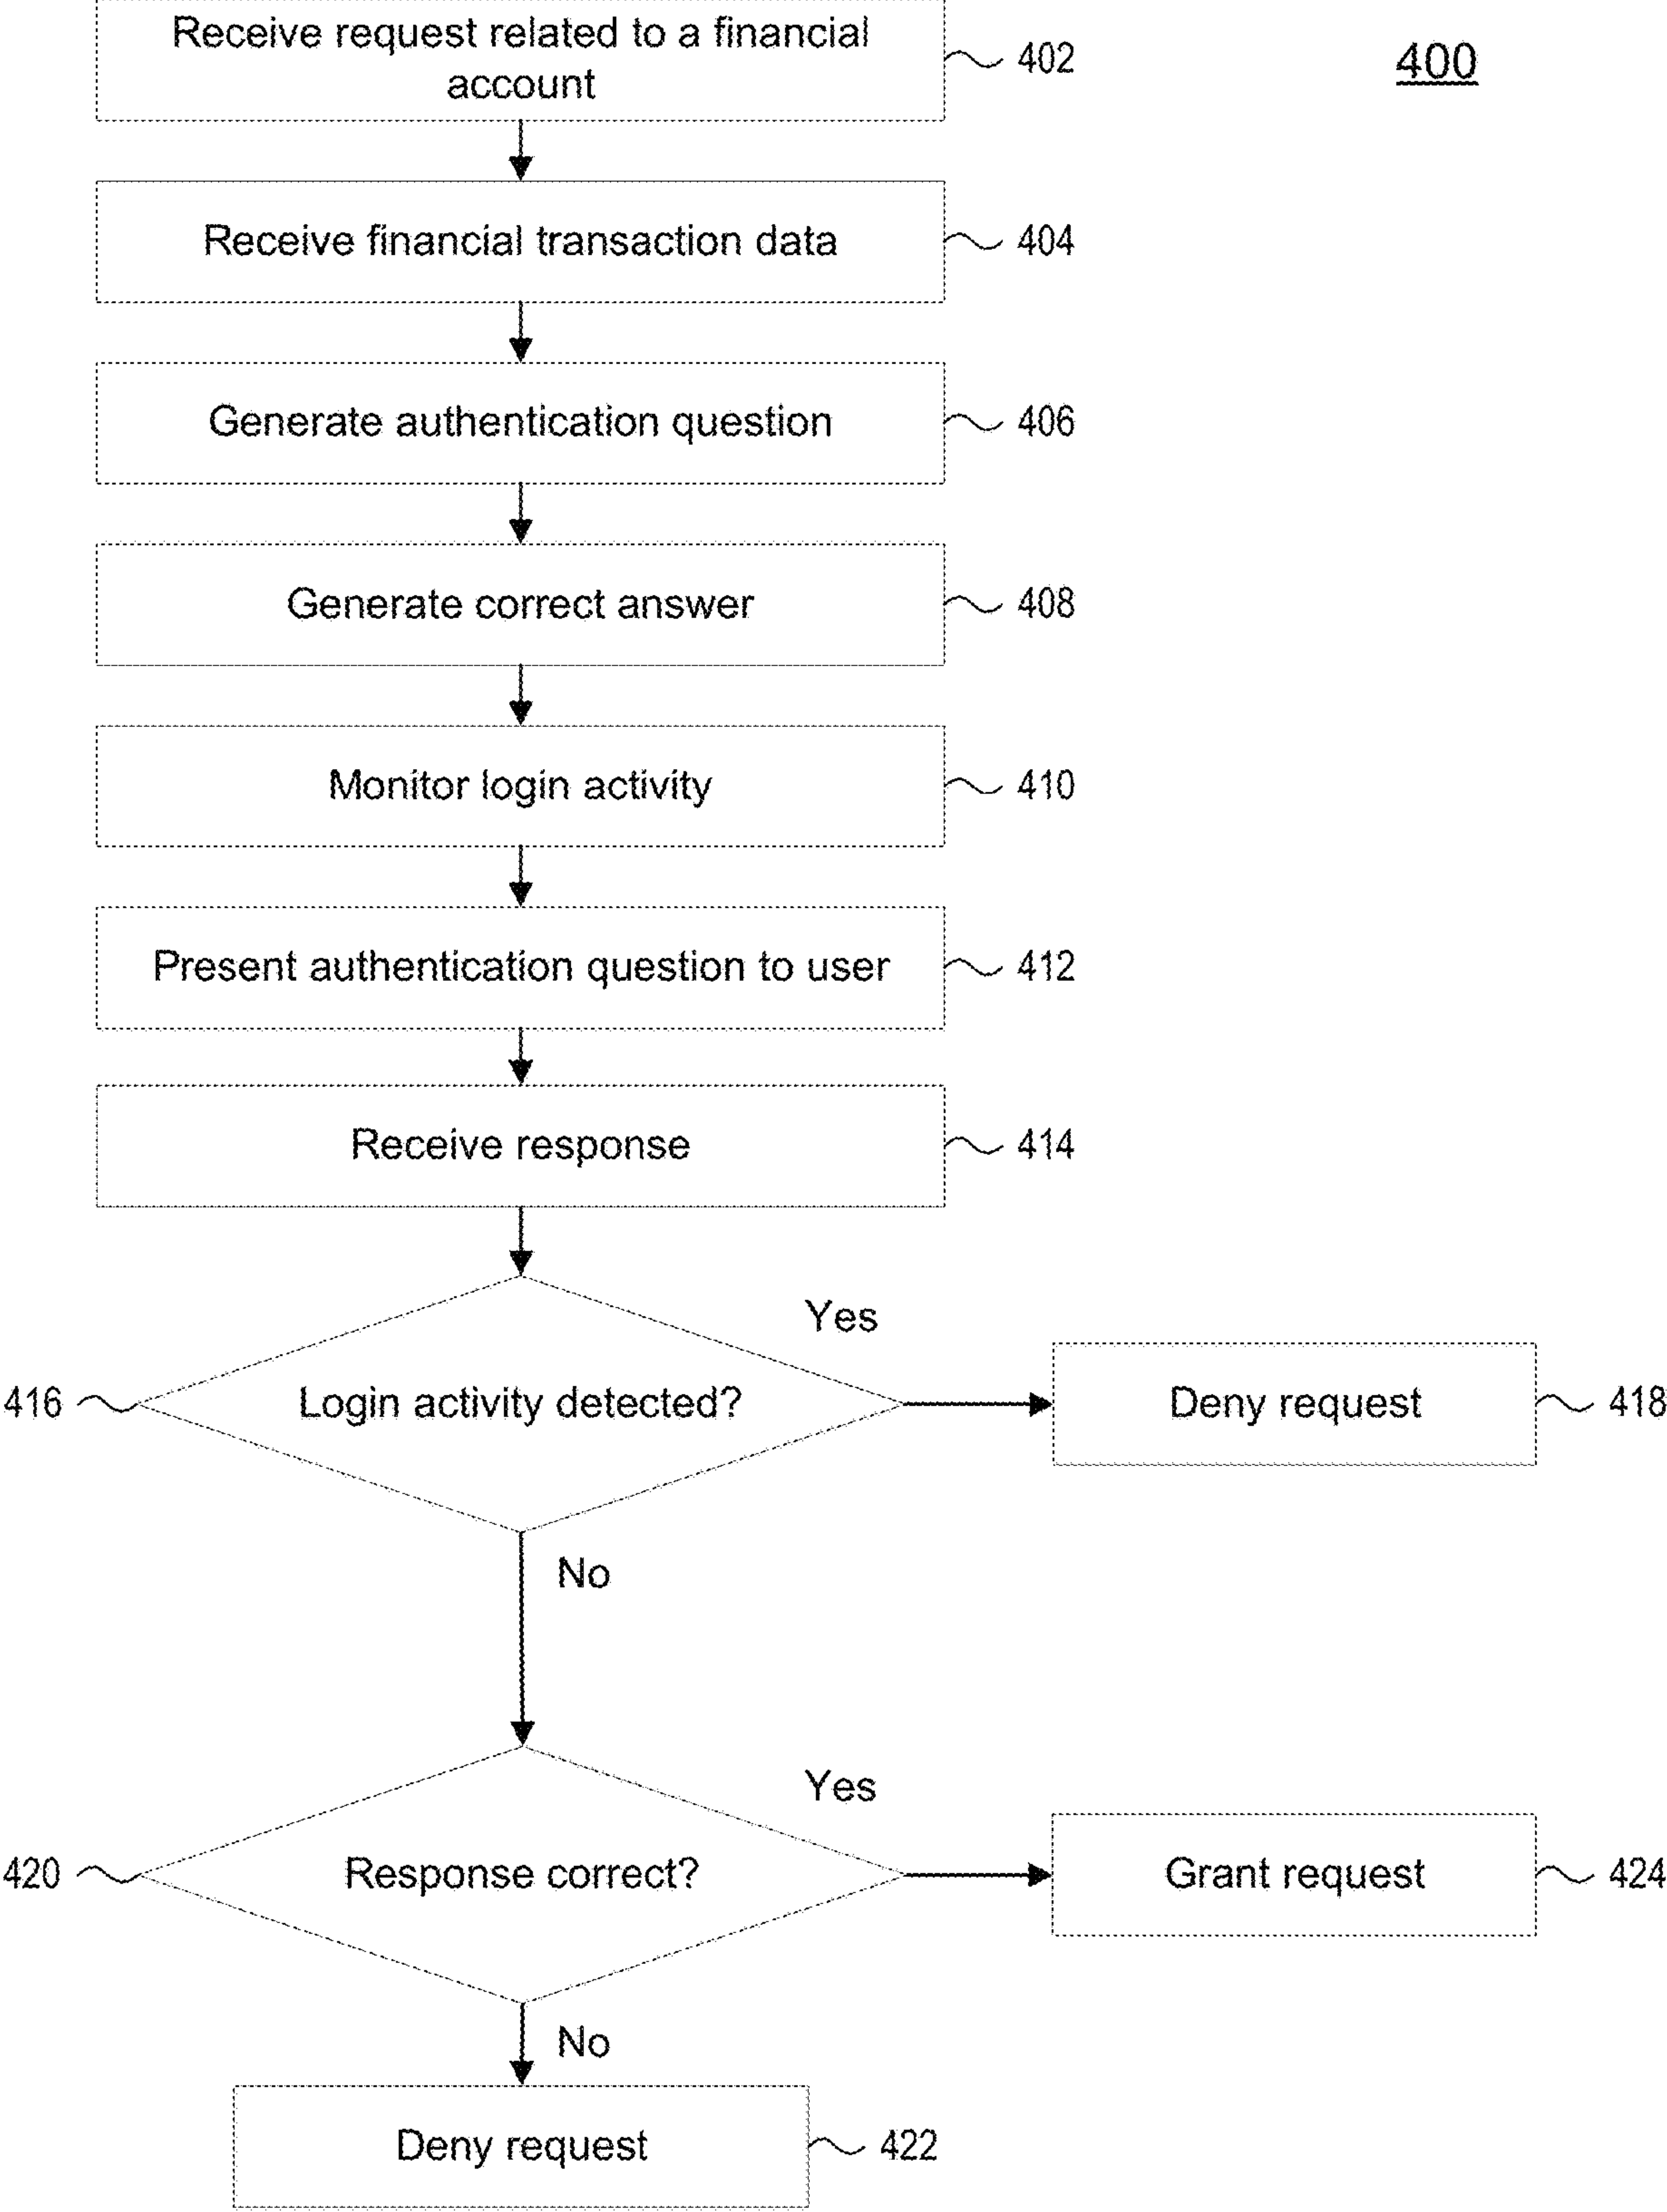 Receive request related to a financial
account
402
400
Receive financial transaction data
404
Generate authentication question
406
Generate correct answer
408
Monitor login activity
410
Present authentication question to user
412
Receive response
414
Yes
416
Login activity detected?
Deny request
418
No
Yes
420
Response correct?
Grant request
424
No
Deny request
422